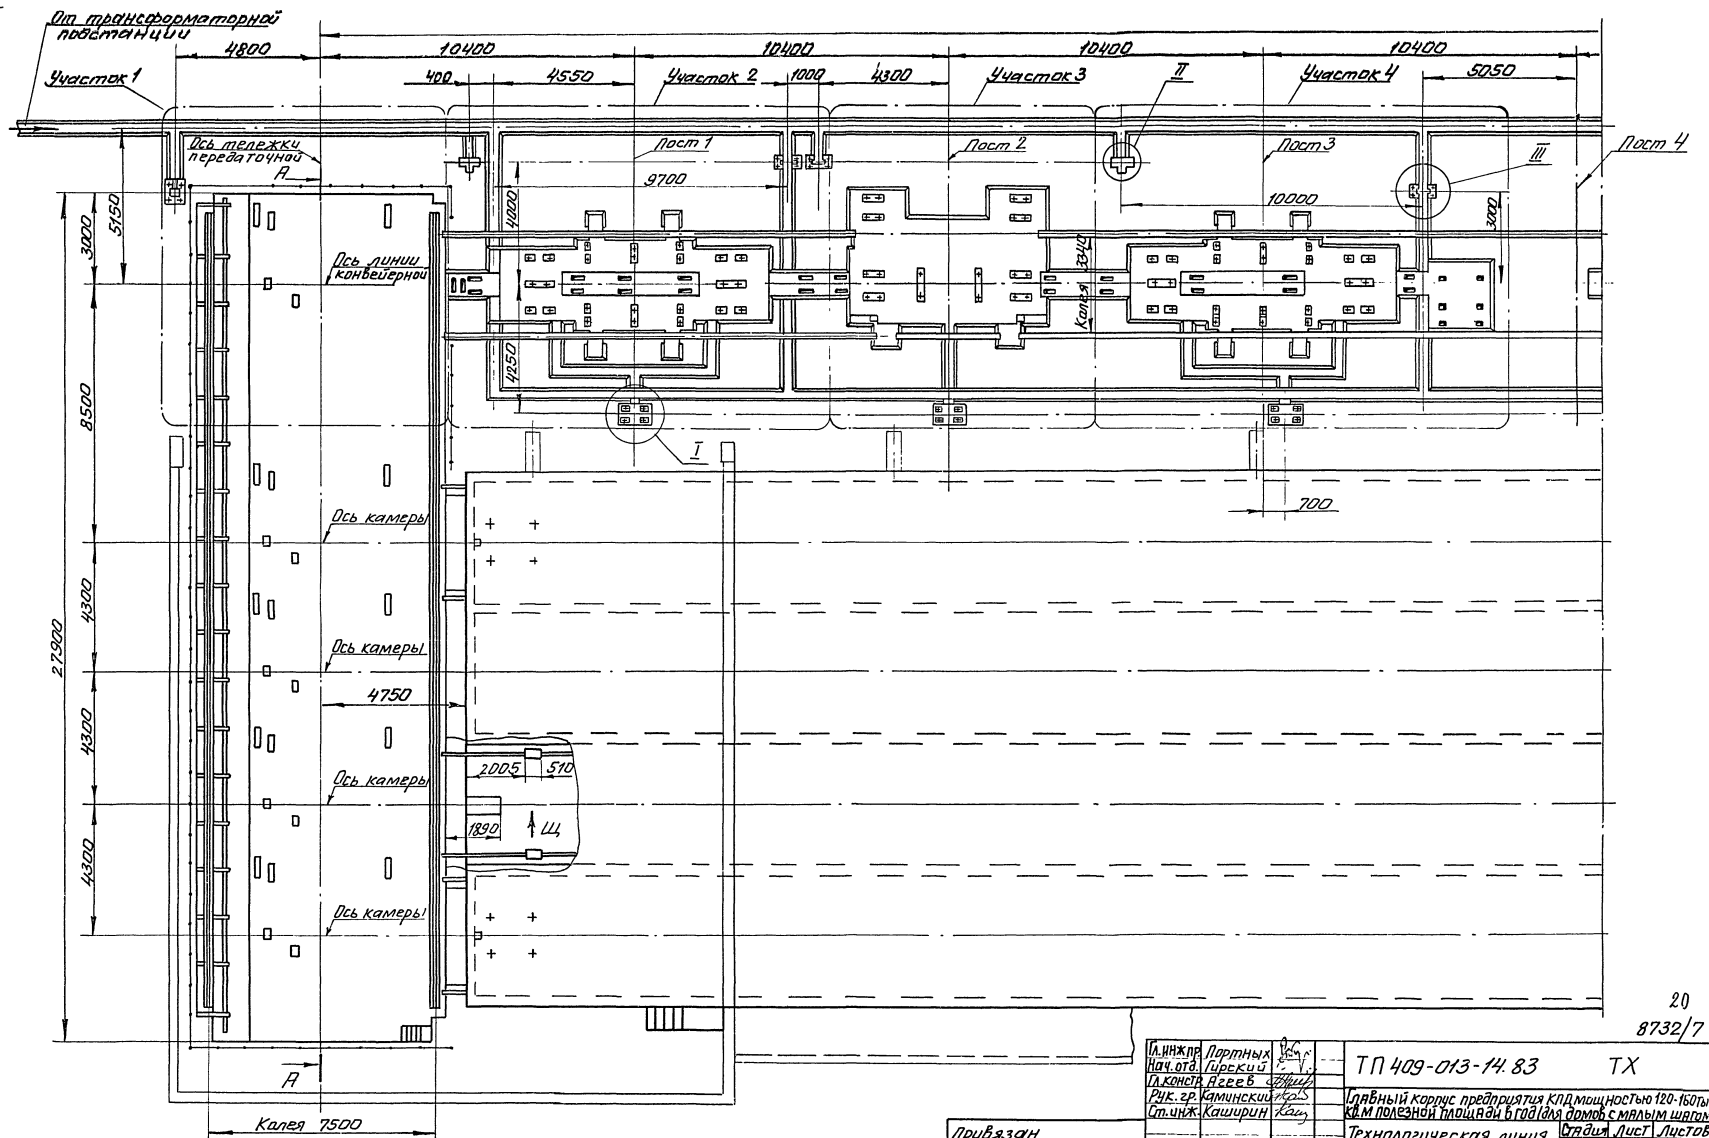 От трансформаторной
подстанции
4800
10400
10400
10400
10400
Участок 1
400
4550
Участок 2
1000
4300
Участок 3
II
Участок 4
5050
Ось тележки
передаточной
А
Пост 1
Пост 2
Пост 3
III
Пост 4
9700
10000
3000
5150
4000
3000
Ось линии
конвейерной
Колея 3340
4250
8500
I
700
Ось камеры
4300
27900
Ось камеры
4750
4300
2005
510
Ось камеры
1890
Щ
4300
Ось камеры
А
Колея 7500
20
8732/7
Гл.инж.пр. Портных
Нач.отд. Гирский
Гл.констр. Агеев
Рук.гр. Каминский
Ст.инж. Каширин
ТП 409-013-14.83 ТХ
Главный корпус предприятия КПД мощностью 120-160ты
кв.м полезной площади в год (для домов с малым шагом
Технологическая линия
Стадия Лист Листов
Привязан